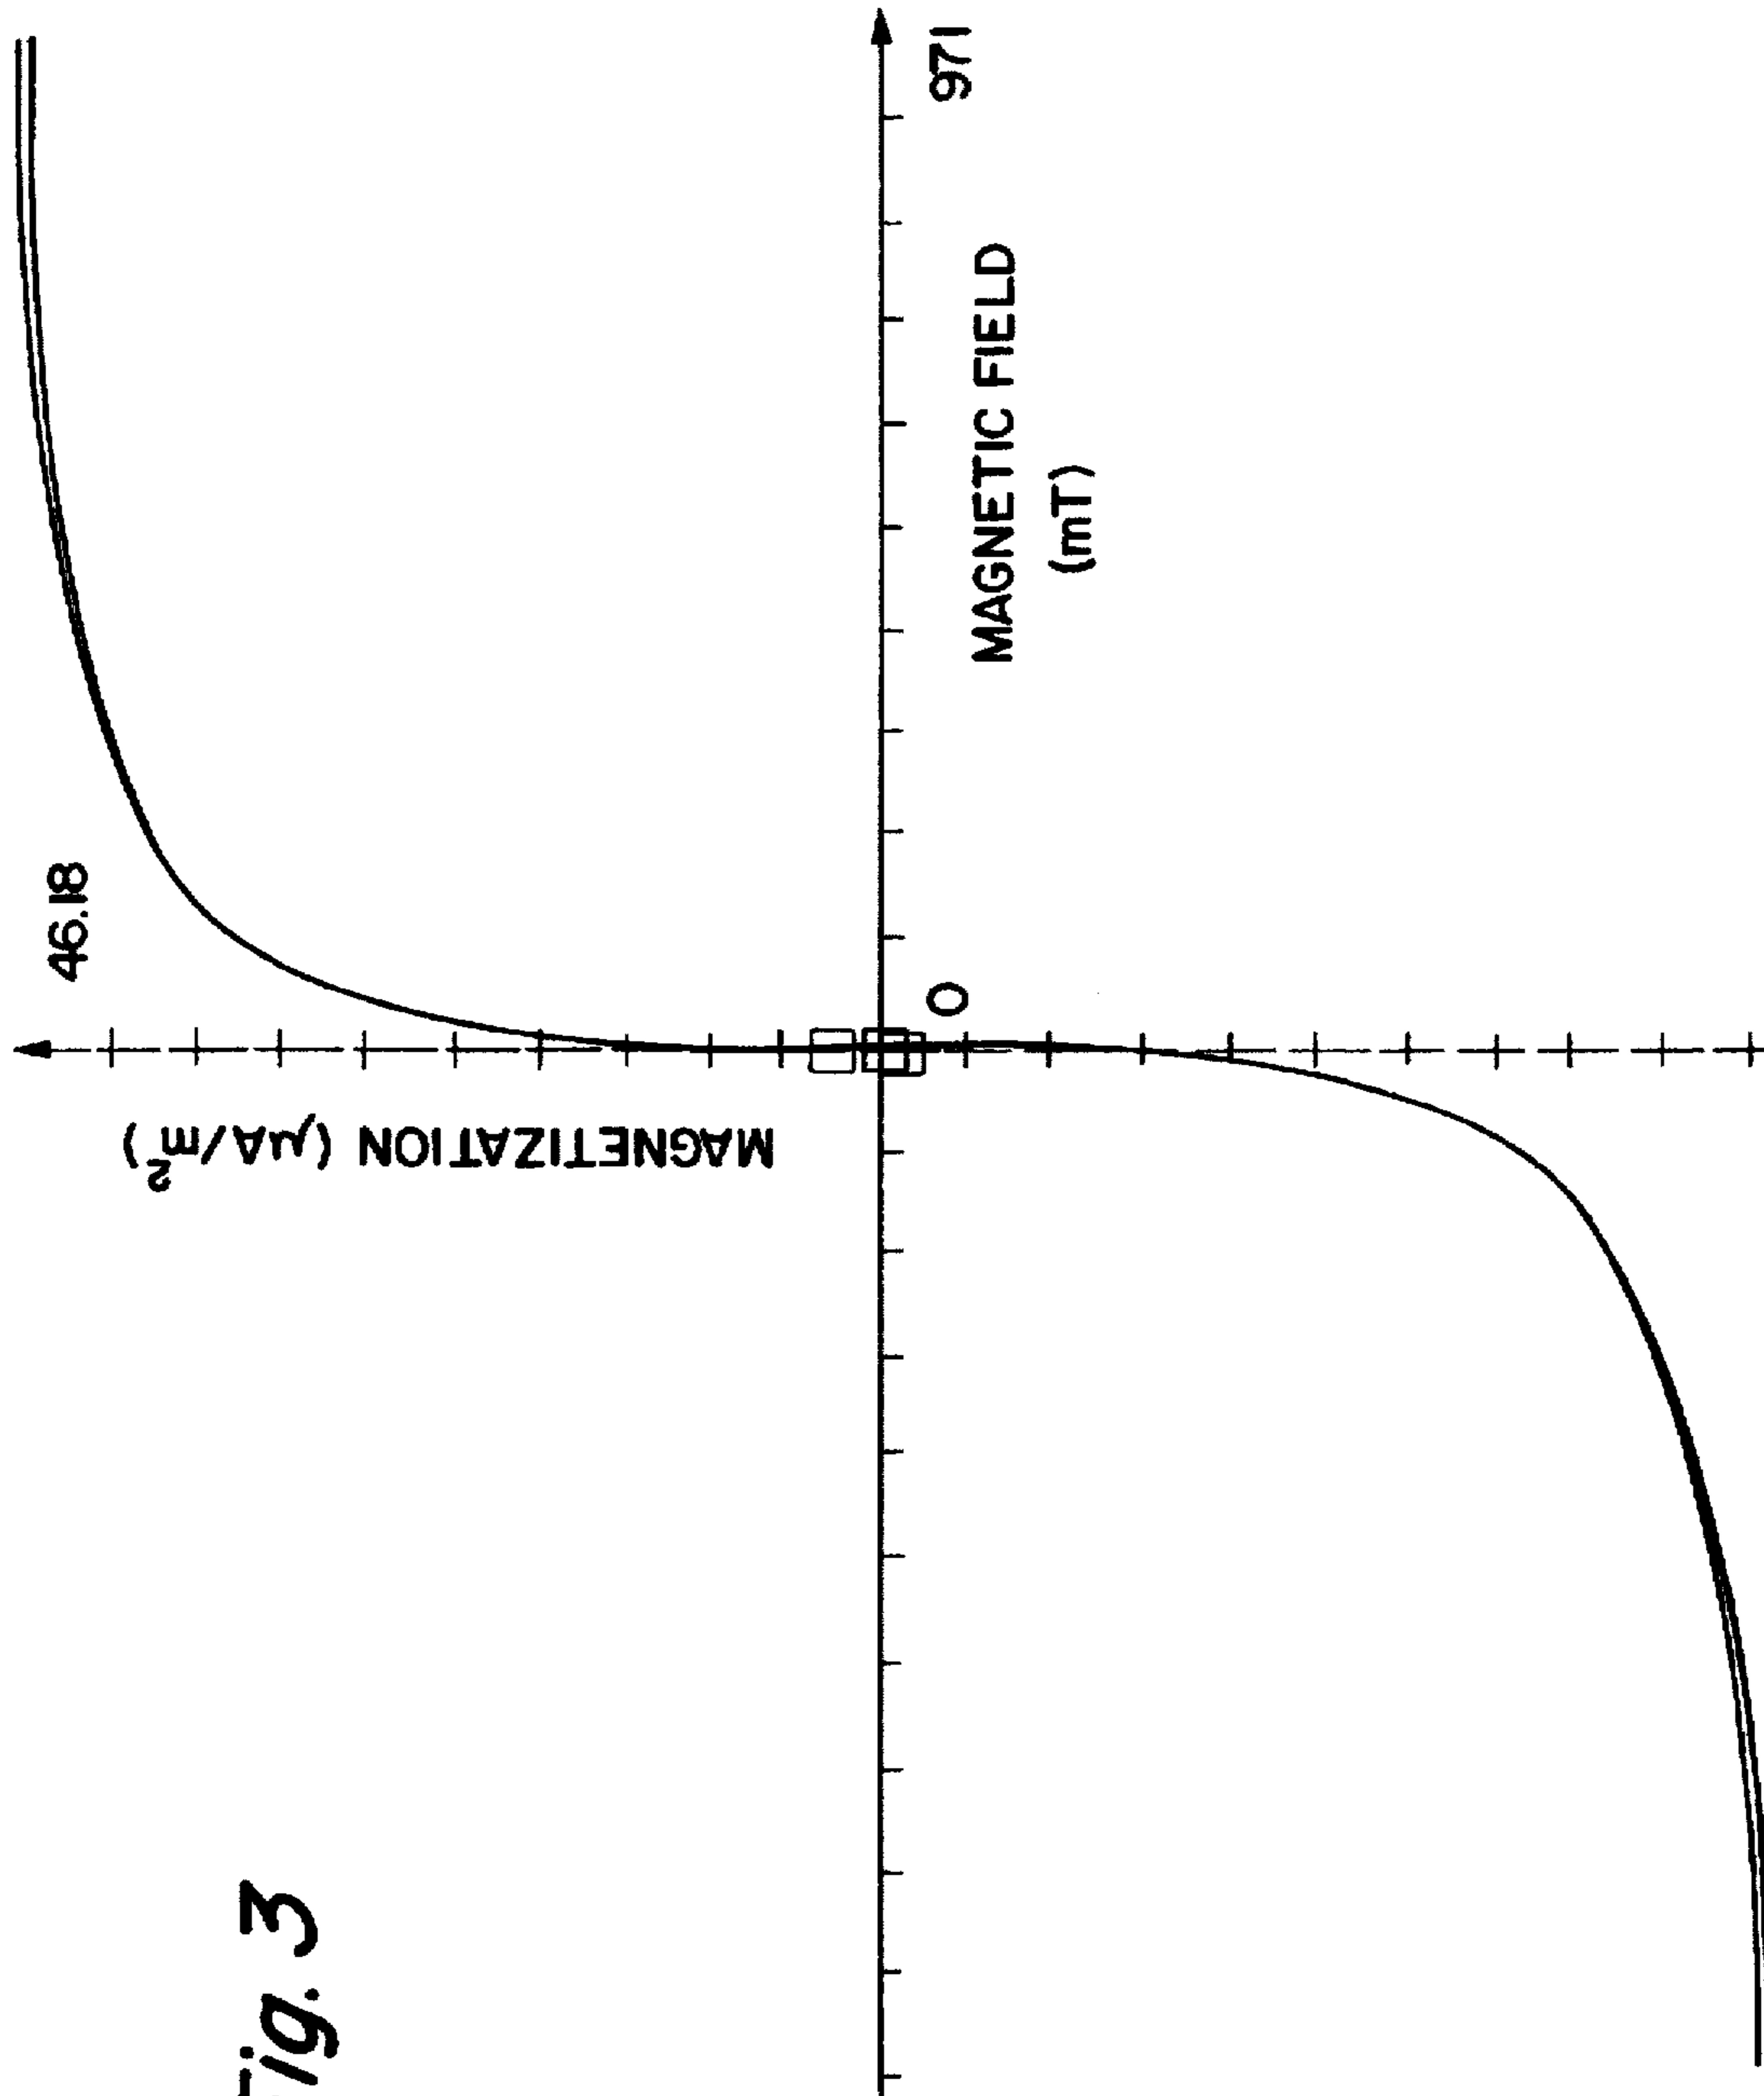 Fig. 3
46.18
MAGNETIZATION (μA/m²)
0
971
MAGNETIC FIELD
(mT)